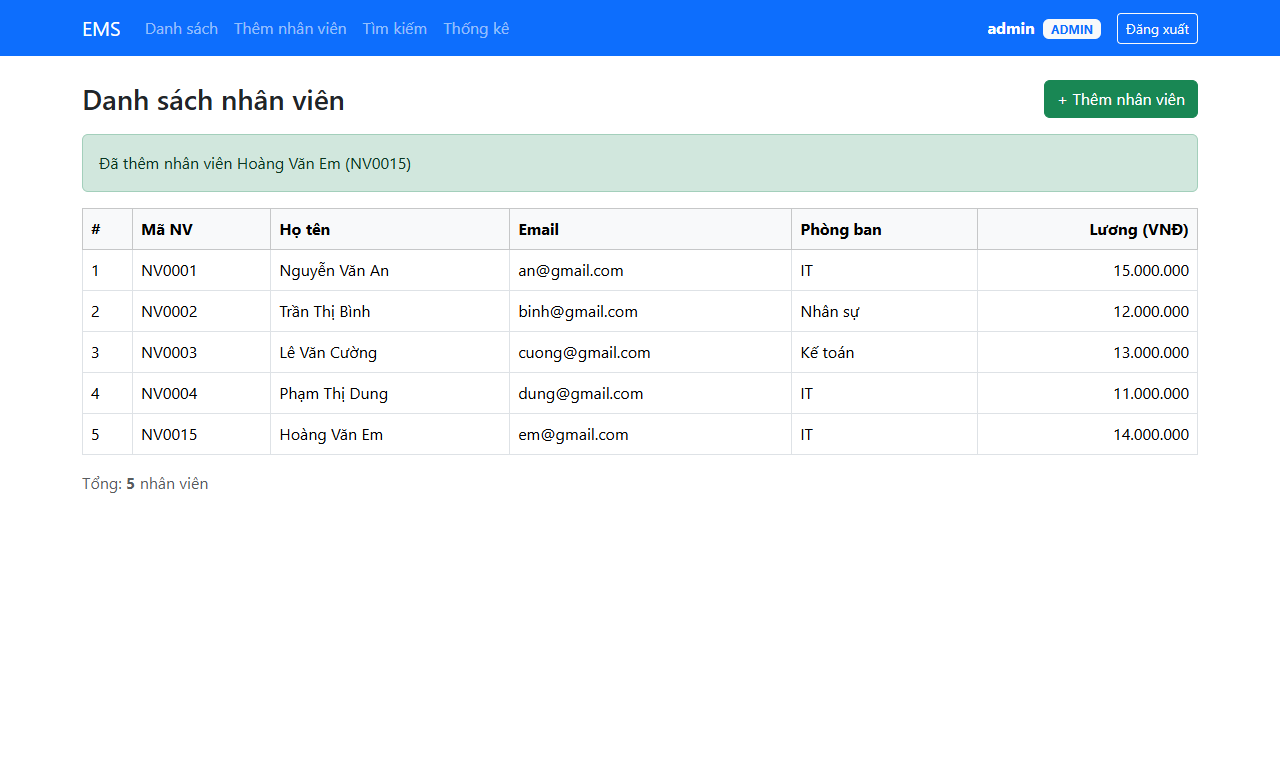 EMS Danh sách Thêm nhân viên Tìm kiếm Thống kê admin ADMIN Đăng xuất
Danh sách nhân viên + Thêm nhân viên
Đã thêm nhân viên Hoàng Văn Em (NV0015)
# Mã NV Họ tên Email Phòng ban Lương (VNĐ)
1 NV0001 Nguyễn Văn An an@gmail.com IT 15.000.000
2 NV0002 Trần Thị Bình binh@gmail.com Nhân sự 12.000.000
3 NV0003 Lê Văn Cường cuong@gmail.com Kế toán 13.000.000
4 NV0004 Phạm Thị Dung dung@gmail.com IT 11.000.000
5 NV0015 Hoàng Văn Em em@gmail.com IT 14.000.000
Tổng: 5 nhân viên